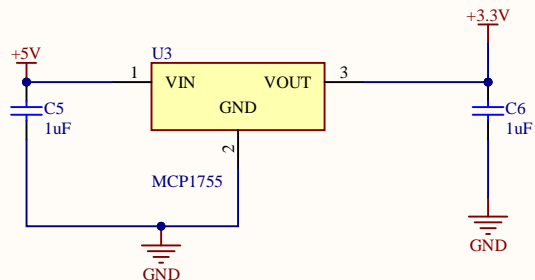 +3.3V
+5V
U3
1
VIN
VOUT
3
GND
C5
1uF
C6
1uF
2
MCP1755
GND
GND